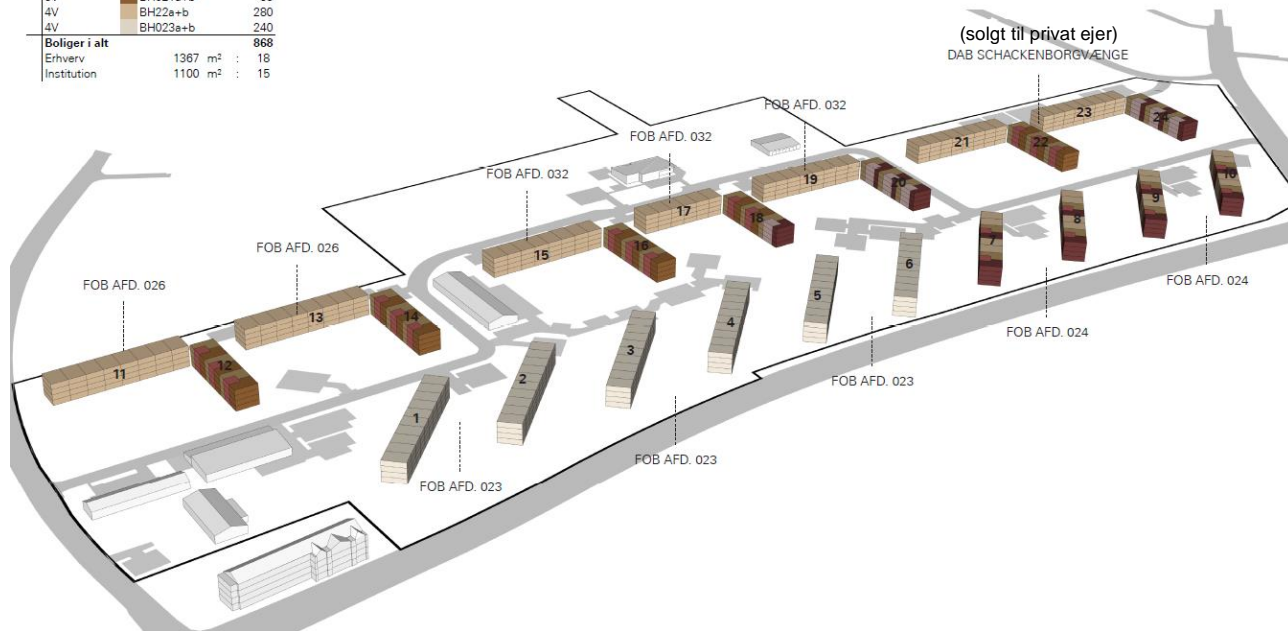 4V BH22a+b 280
4V BH023a+b 240
Boliger i alt 868
Erhverv 1367 m² : 18
Institution 1100 m² : 15
(solgt til privat ejer)
DAB SCHACKENBORGVÆNGE
FOB AFD. 032
FOB AFD. 032
FOB AFD. 032
FOB AFD. 026
FOB AFD. 026
23
24
21
22
19
20
17
18
15
16
13
14
11
12
10
9
8
7
6
5
4
3
2
1
FOB AFD. 024
FOB AFD. 024
FOB AFD. 023
FOB AFD. 023
FOB AFD. 023